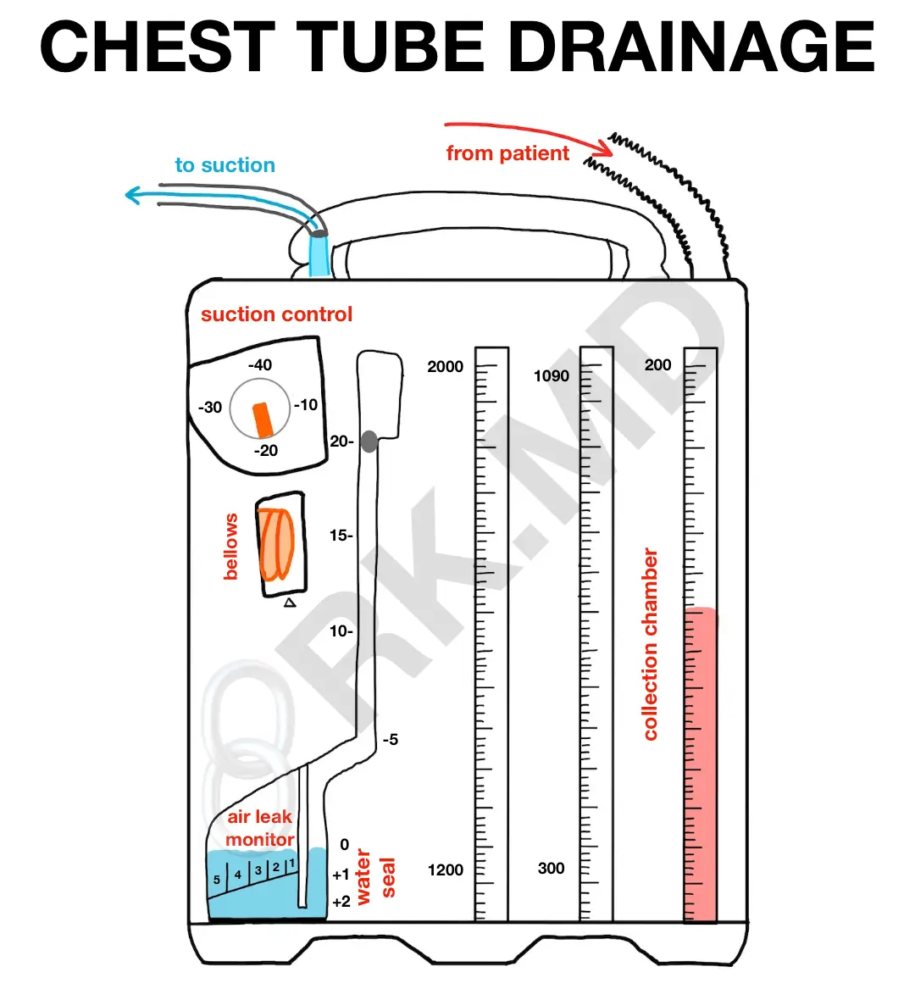 CHEST TUBE DRAINAGE
to suction
from patient
suction control
-40
-30
-10
-20
bellows
20-
15-
10-
-5
air leak
monitor
5 4 3 2 1
0
+1
+2
water
seal
2000
1200
1090
300
200
collection chamber
RK.MD